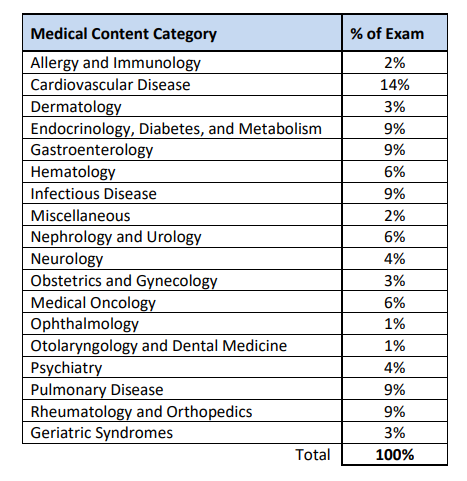 Medical Content Category % of Exam
Allergy and Immunology 2%
Cardiovascular Disease 14%
Dermatology 3%
Endocrinology, Diabetes, and Metabolism 9%
Gastroenterology 9%
Hematology 6%
Infectious Disease 9%
Miscellaneous 2%
Nephrology and Urology 6%
Neurology 4%
Obstetrics and Gynecology 3%
Medical Oncology 6%
Ophthalmology 1%
Otolaryngology and Dental Medicine 1%
Psychiatry 4%
Pulmonary Disease 9%
Rheumatology and Orthopedics 9%
Geriatric Syndromes 3%
Total 100%